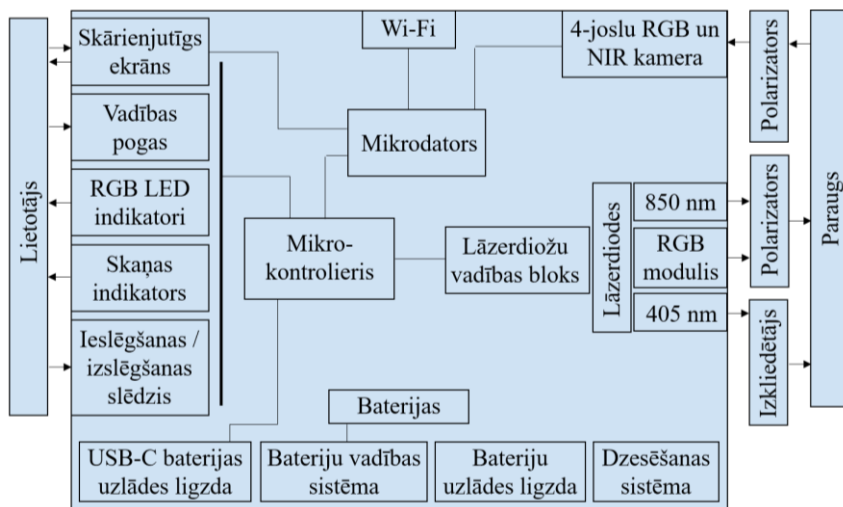 Skārienjutīgs
ekrāns
Wi-Fi
4-joslu RGB un
NIR kamera
Polarizators
Vadības
pogas
Mikrodators
Lietotājs
RGB LED
indikatori
Mikro-
kontrolieris
Lāzerdiožu
vadības bloks
Lāzerdiodes
850 nm
RGB
modulis
405 nm
Polarizators
Paraugs
Skaņas
indikators
Ieslēgšanas /
izslēgšanas
slēdzis
Izkliedētājs
Baterijas
USB-C baterijas
uzlādes ligzda
Bateriju vadības
sistēma
Bateriju
uzlādes ligzda
Dzesēšanas
sistēma